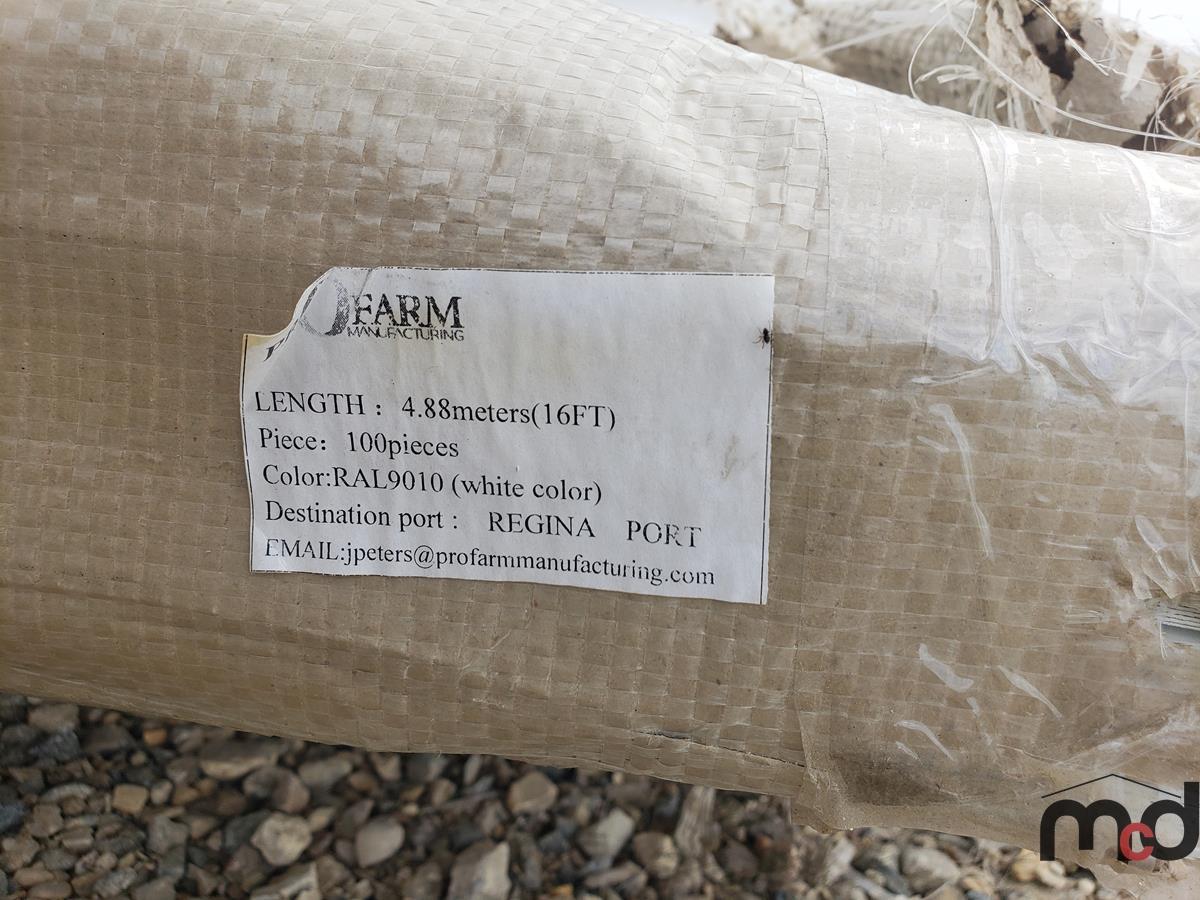 FARM
MANUFACTURING
LENGTH : 4.88meters(16FT)
Piece: 100pieces
Color:RAL9010 (white color)
Destination port : REGINA PORT
EMAIL:jpeters@profarmmanufacturing.com
mcd